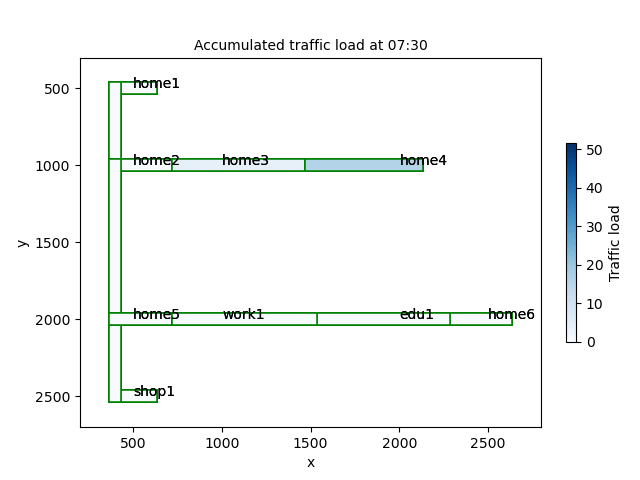 Accumulated traffic load at 07:30
500
1000
1500
2000
2500
y
home1
home2 home3 home4
home5 work1 edu1 home6
shop1
500 1000 1500 2000 2500
x
50
40
30
20
10
0
Traffic load